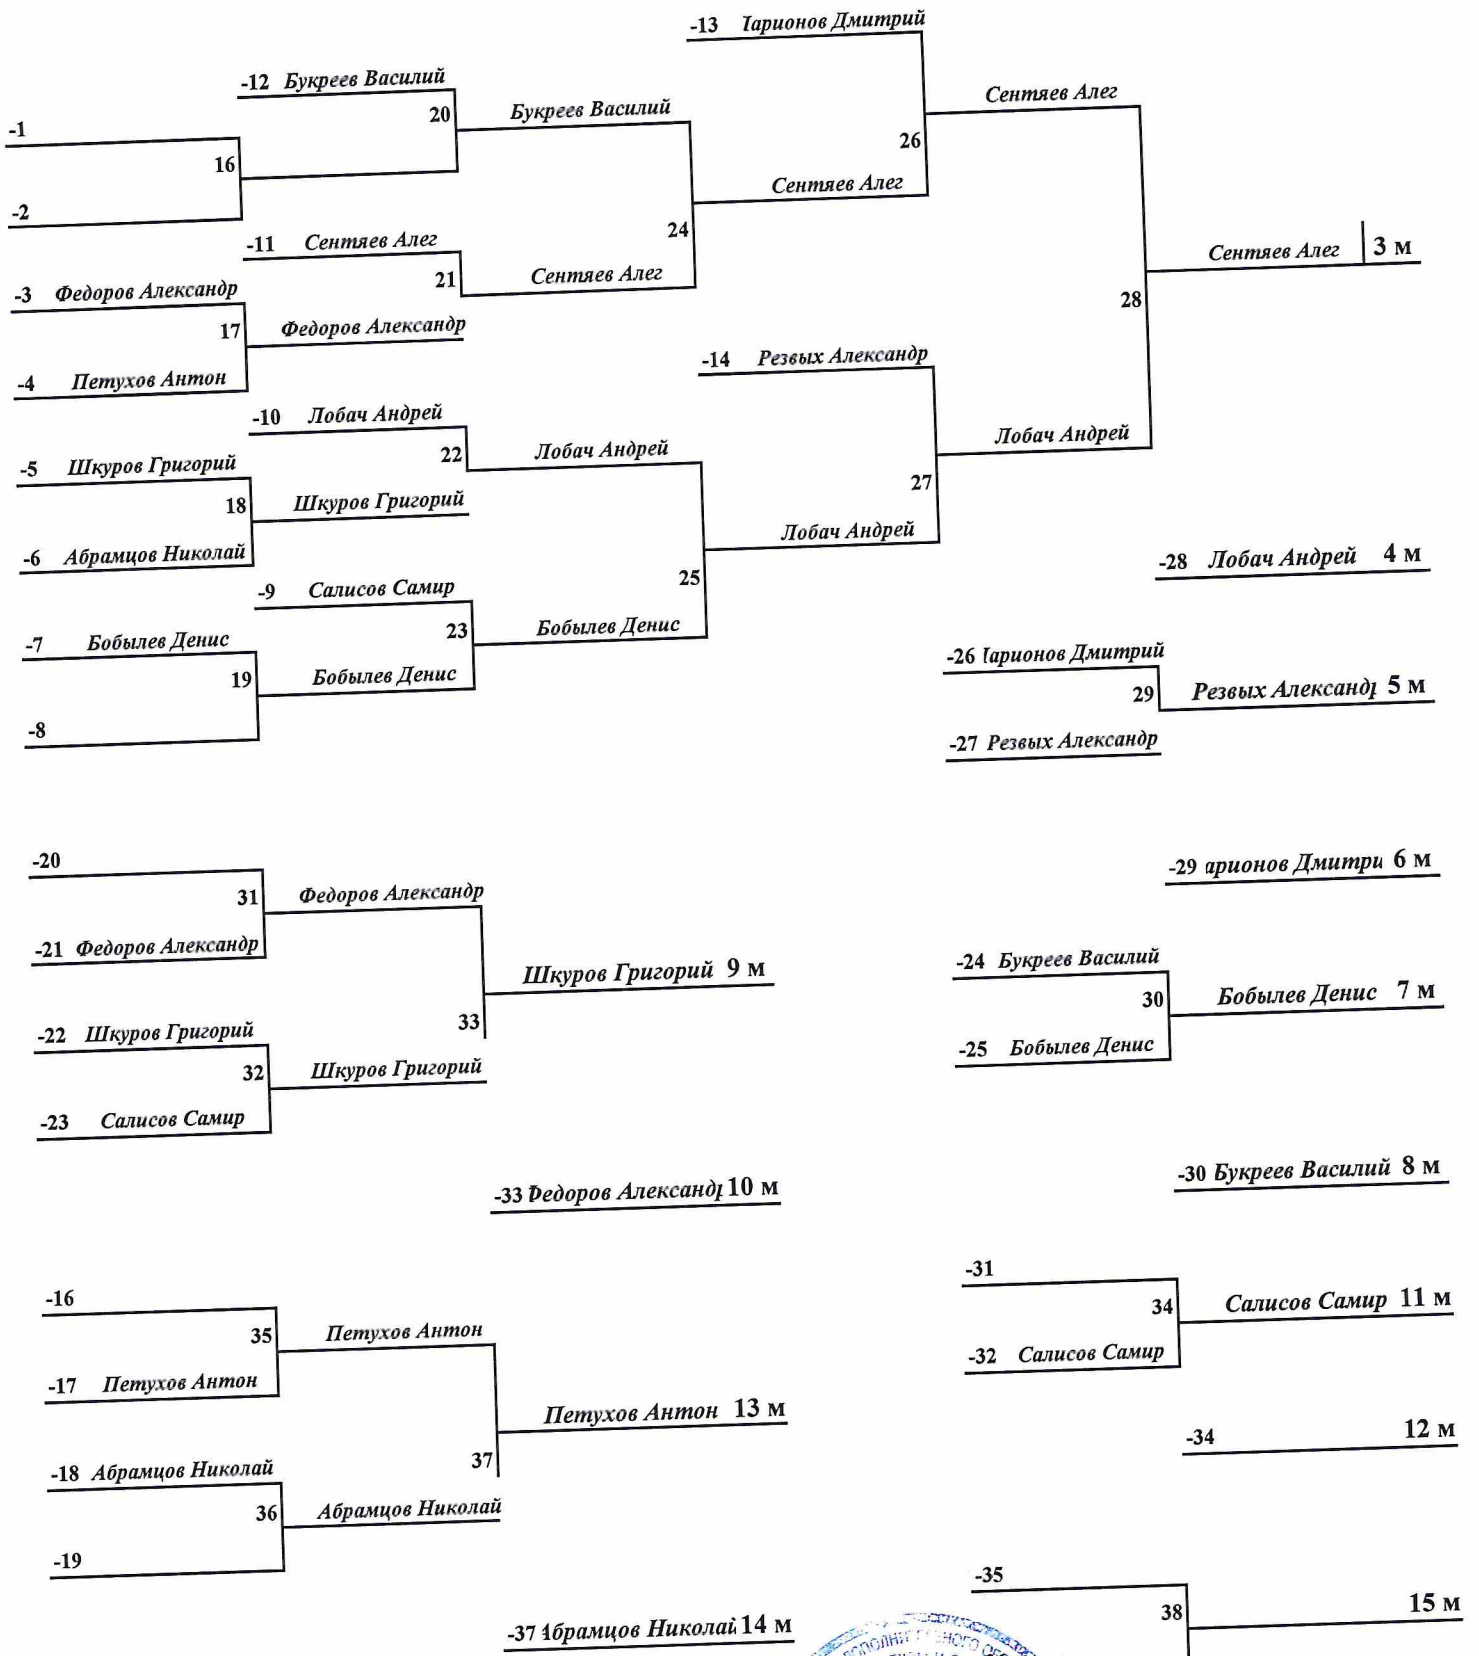 -13 Іарионов Дмитрий
-12 Букреев Василий
Сентяев Алег
20
Букреев Василий
-1
26
16
Сентяев Алег
-2
24
-11 Сентяев Алег
Сентяев Алег 3 м
21
Сентяев Алег
-3 Федоров Александр
28
17
Федоров Александр
-14 Резвых Александр
-4 Петухов Антон
-10 Лобач Андрей
Лобач Андрей
22
Лобач Андрей
-5 Шкуров Григорий
27
18
Шкуров Григорий
Лобач Андрей
-6 Абрамцов Николай
-28 Лобач Андрей 4 м
25
-9 Салисов Самир
23
Бобылев Денис
-7 Бобылев Денис
-26 Іарионов Дмитрий
19
Бобылев Денис
29
Резвых Александр 5 м
-8
-27 Резвых Александр
-20
-29 арионов Дмитри 6 м
31
Федоров Александр
-21 Федоров Александр
-24 Букреев Василий
Шкуров Григорий 9 м
30
Бобылев Денис 7 м
33
-22 Шкуров Григорий
-25 Бобылев Денис
32
Шкуров Григорий
-23 Салисов Самир
-30 Букреев Василий 8 м
-33 Федоров Александр 10 м
-31
-16
34
Салисов Самир 11 м
35
Петухов Антон
-32 Салисов Самир
-17 Петухов Антон
Петухов Антон 13 м
-34 12 м
37
-18 Абрамцов Николай
36
Абрамцов Николай
-19
-35
38
15 м
-37 Абрамцов Николай 14 м